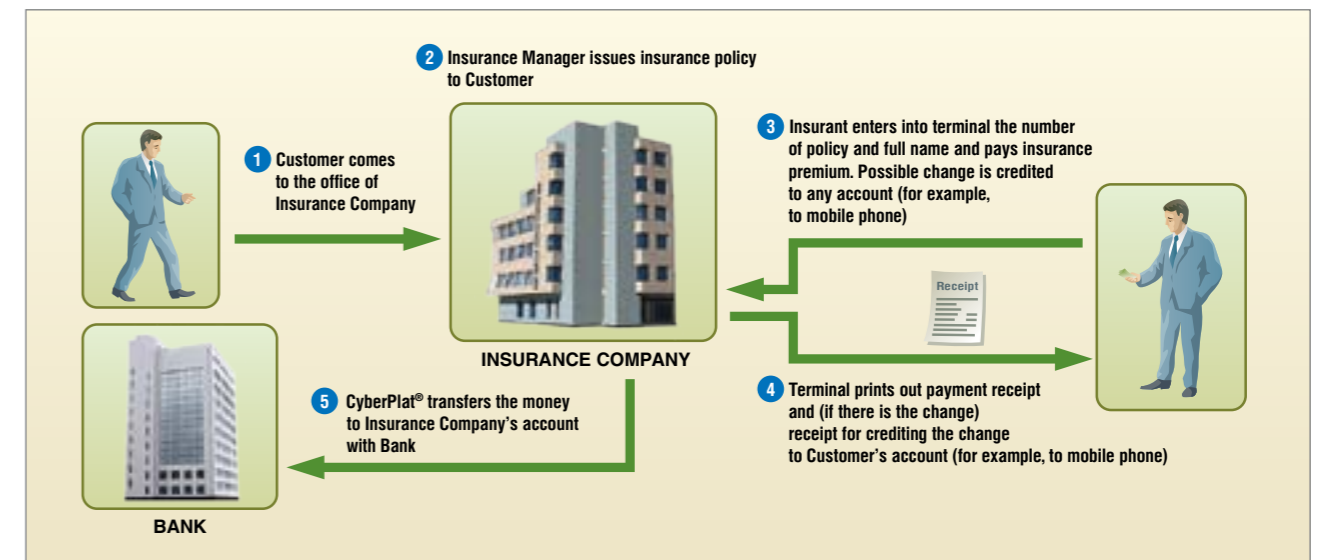 1 Customer comes
to the office of
Insurance Company
2 Insurance Manager issues insurance policy
to Customer
INSURANCE COMPANY
3 Insurant enters into terminal the number
of policy and full name and pays insurance
premium. Possible change is credited
to any account (for example,
to mobile phone)
Receipt
4 Terminal prints out payment receipt
and (if there is the change)
receipt for crediting the change
to Customer's account (for example, to mobile phone)
5 CyberPlat® transfers the money
to Insurance Company's account
with Bank
BANK